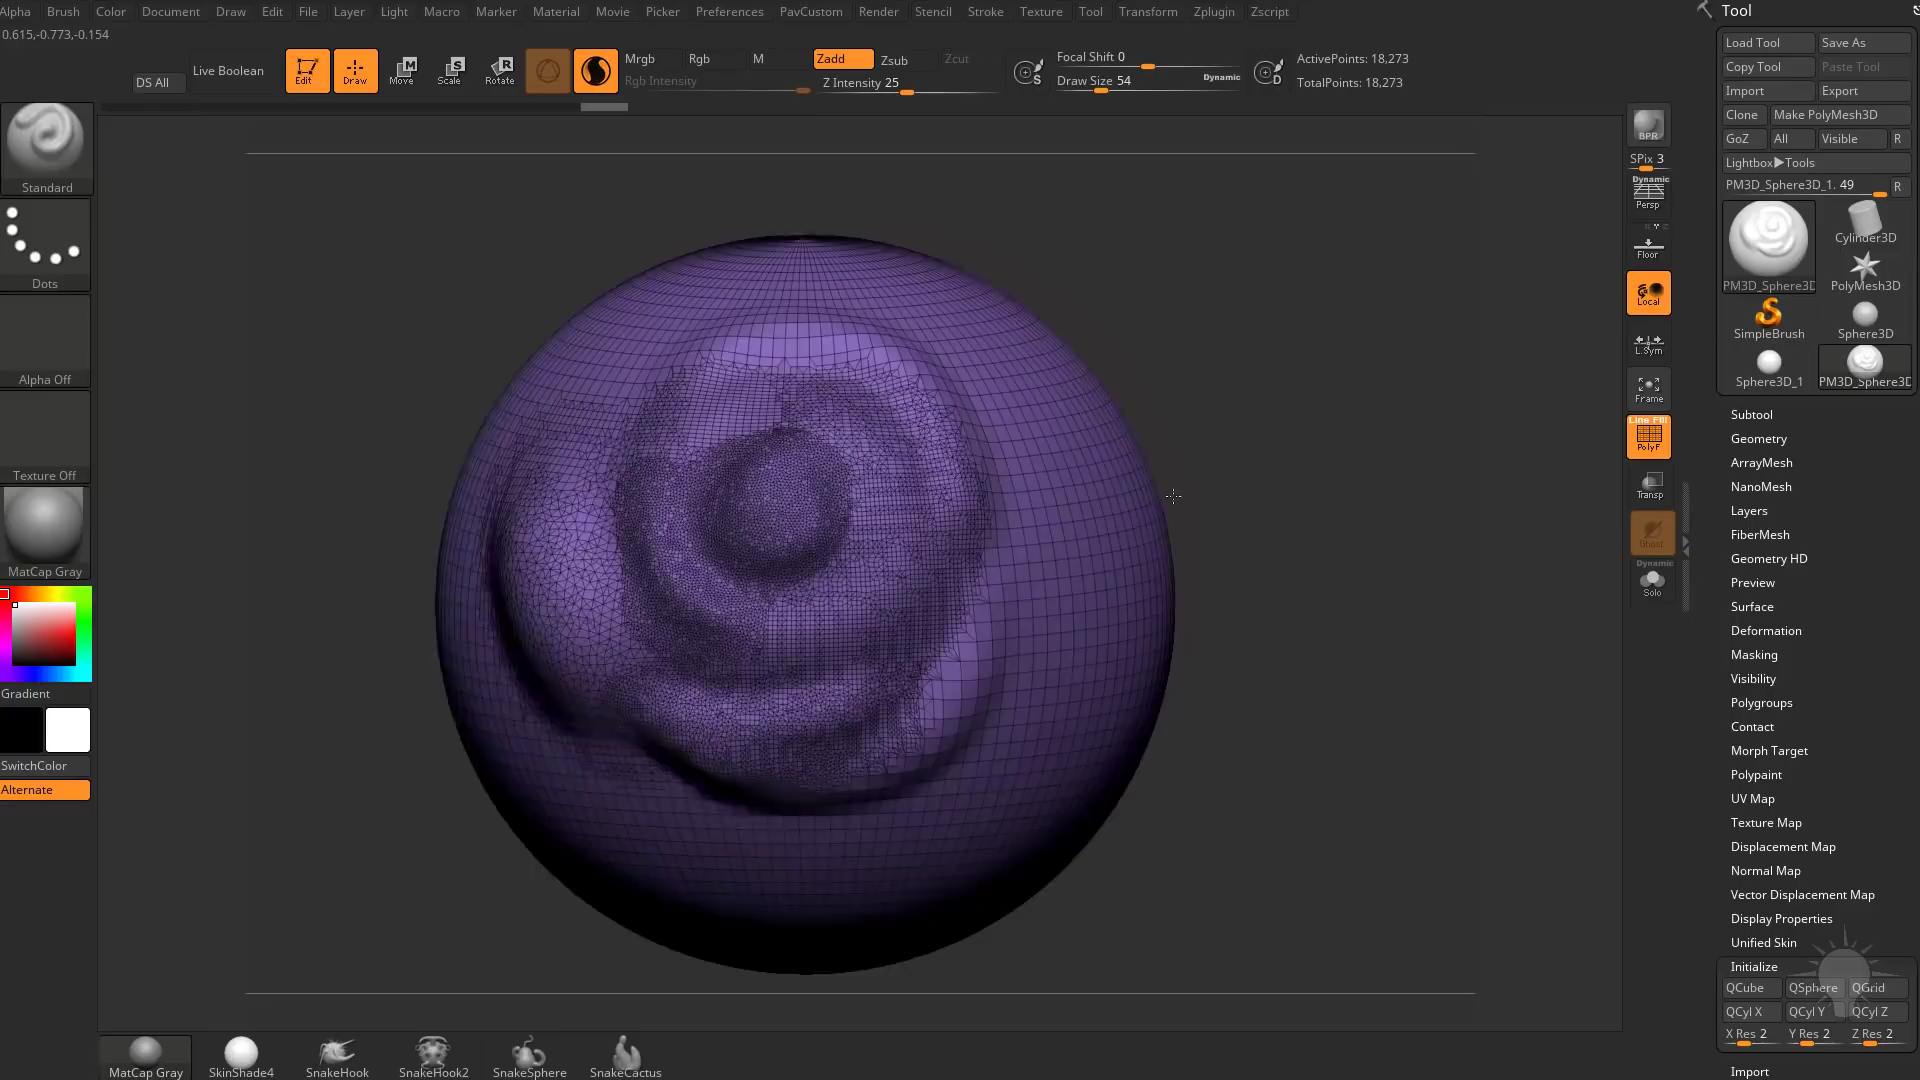 Alpha Brush Color Document Draw Edit File Layer Light Macro Marker Material Movie Picker Preferences PavCustom Render Stencil Stroke Texture Tool Transform Zplugin Zscript
0.615,-0.773,-0.154
DS All
Live Boolean
Edit
Draw
Move
Scale
Rotate
Mrgb Rgb M
Rgb Intensity
Zadd Zsub Zcut
Z Intensity 25
Focal Shift 0
Draw Size 54
Dynamic
ActivePoints: 18,273
TotalPoints: 18,273
Standard
Dots
Alpha Off
Texture Off
MatCap Gray
Gradient
SwitchColor
Alternate
BPR
SPix 3
Dynamic
Persp
Floor
Local
L.Sym
Frame
Line Fill
PolyF
Transp
Ghost
Dynamic
Solo
Tool
Load Tool Save As
Copy Tool Paste Tool
Import Export
Clone Make PolyMesh3D
GoZ All Visible R
Lightbox▶Tools
PM3D_Sphere3D_1. 49 R
PM3D_Sphere3D
Cylinder3D
PolyMesh3D
SimpleBrush
Sphere3D
Sphere3D_1
PM3D_Sphere3D
Subtool
Geometry
ArrayMesh
NanoMesh
Layers
FiberMesh
Geometry HD
Preview
Surface
Deformation
Masking
Visibility
Polygroups
Contact
Morph Target
Polypaint
UV Map
Texture Map
Displacement Map
Normal Map
Vector Displacement Map
Display Properties
Unified Skin
Initialize
QCube QSphere QGrid
QCyl X QCyl Y QCyl Z
X Res 2 Y Res 2 Z Res 2
Import
MatCap Gray
SkinShade4
SnakeHook
SnakeHook2
SnakeSphere
SnakeCactus